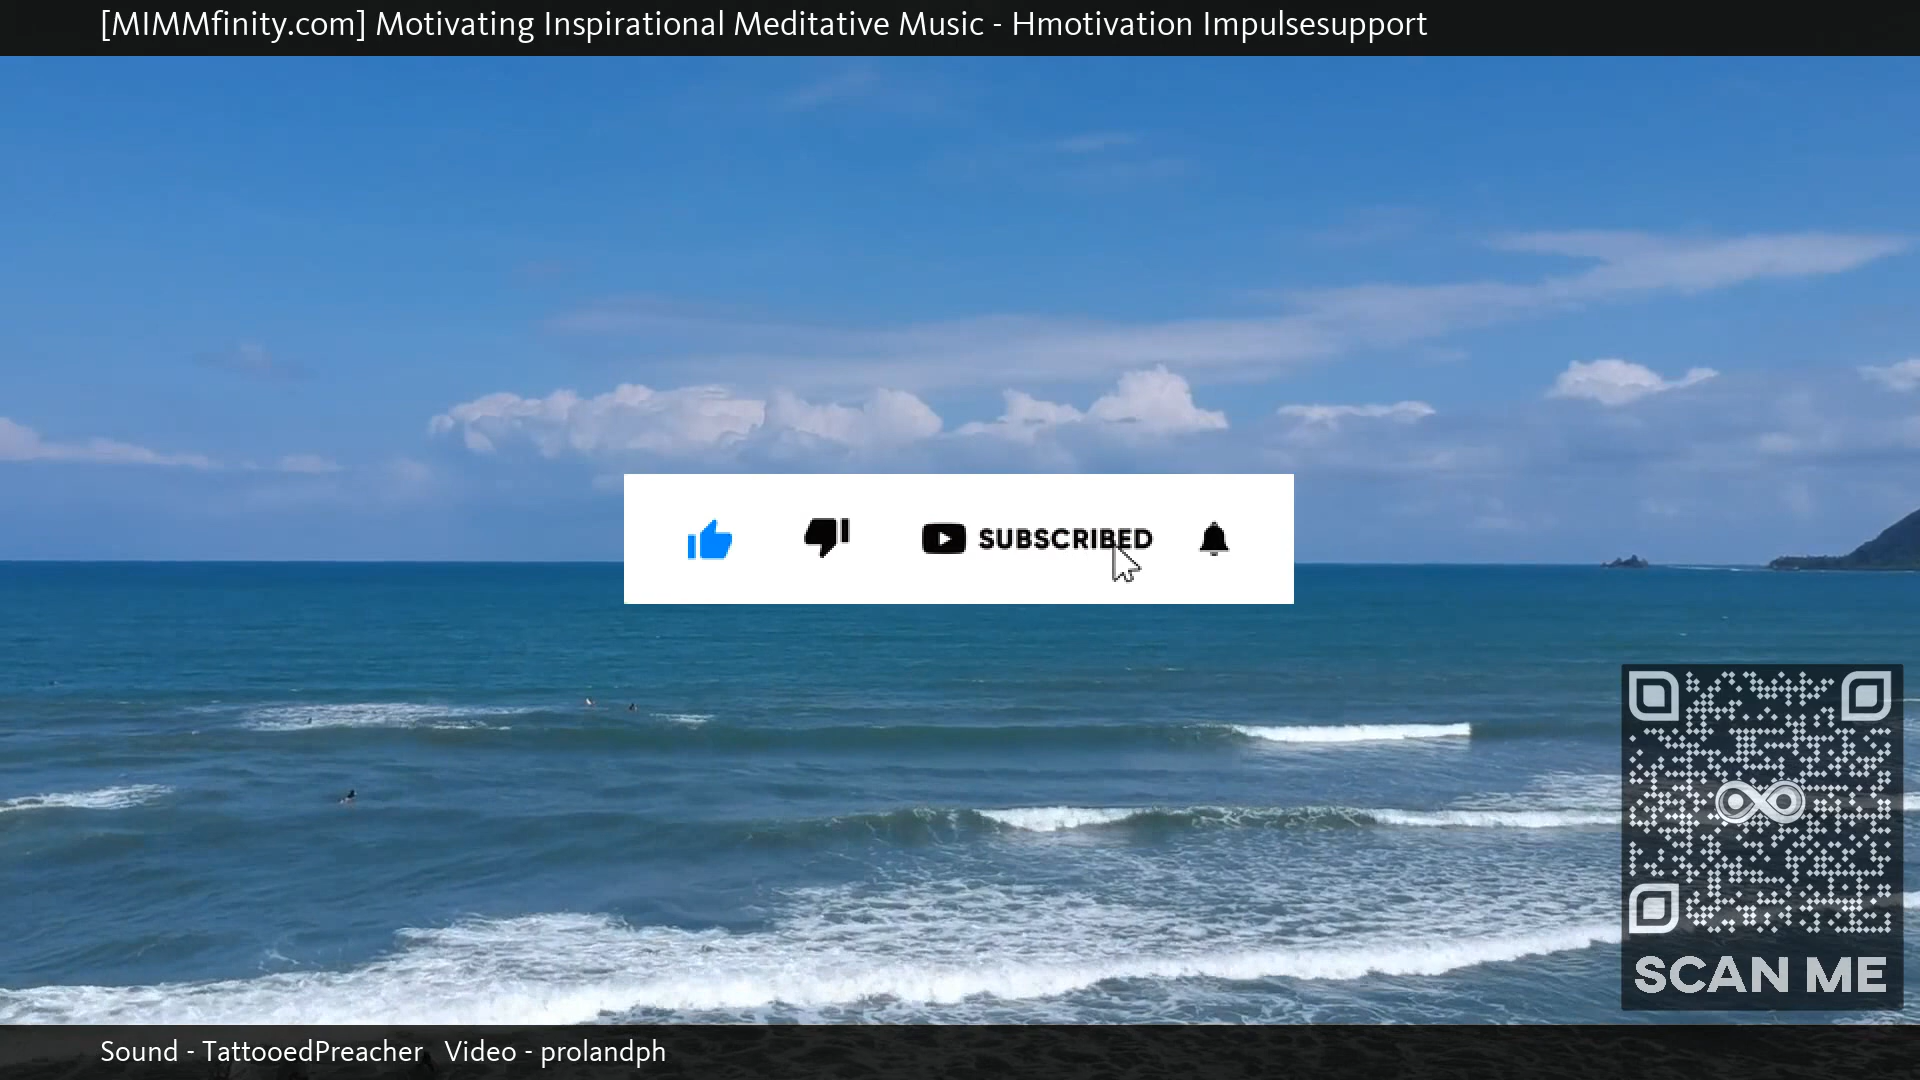 [MIMMfinity.com] Motivating Inspirational Meditative Music - Hmotivation Impulsesupport
SUBSCRIBED
SCAN ME
Sound - TattooedPreacher Video - prolandph